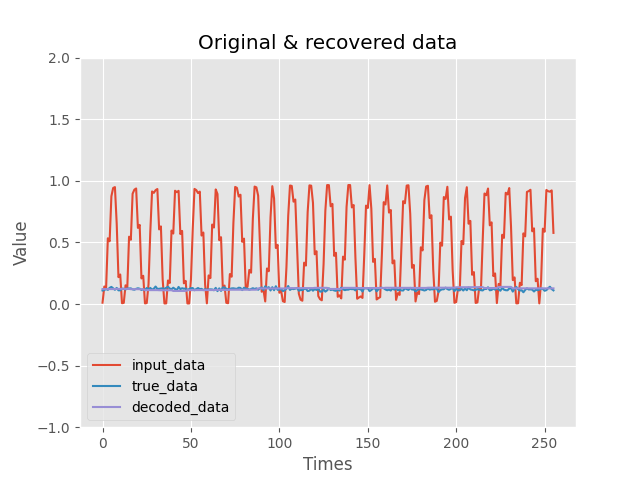 Original & recovered data
2.0
1.5
1.0
0.5
0.0
−0.5
−1.0
Value
input_data
true_data
decoded_data
0 50 100 150 200 250
Times